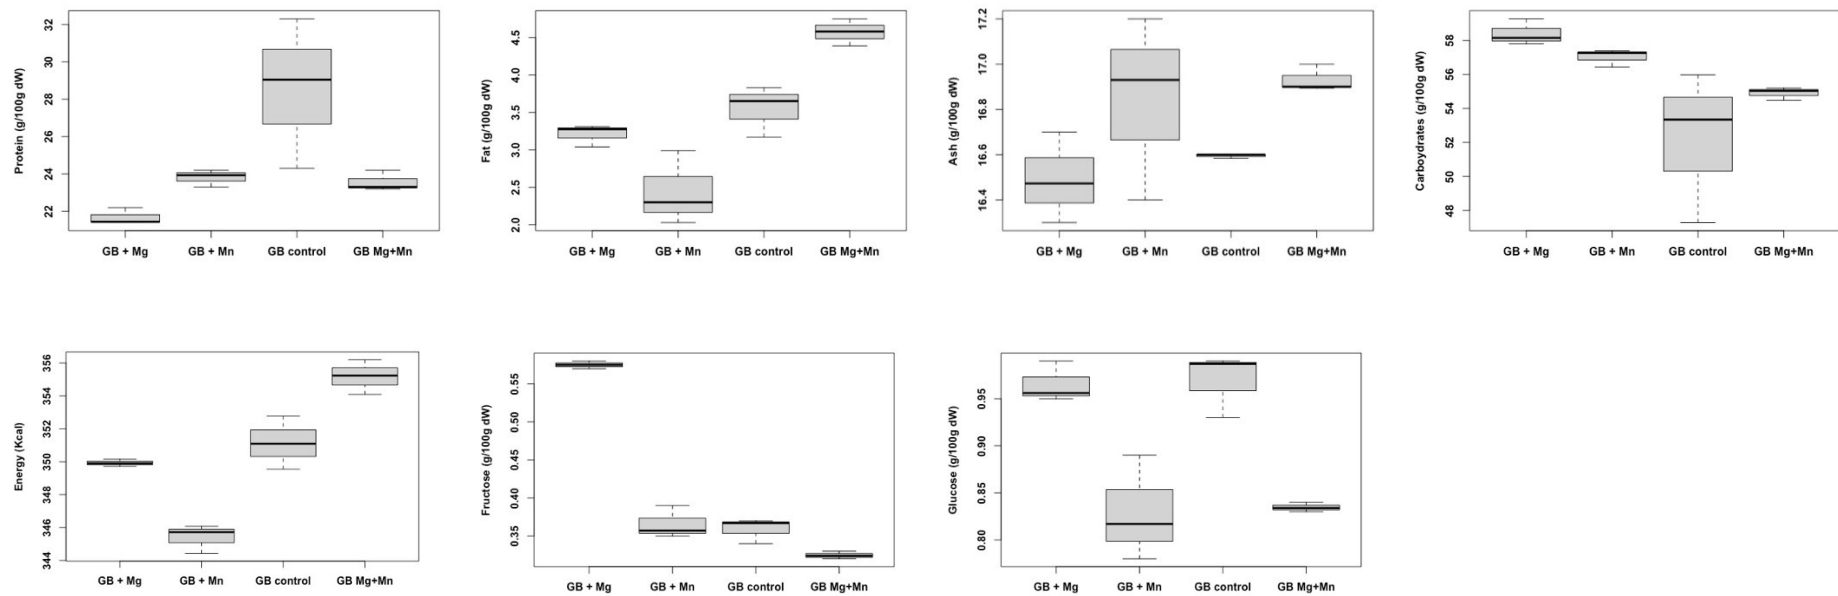 Protein (g/100g dW)
32
30
28
26
24
22
GB + Mg GB + Mn GB control GB Mg+Mn
Fat (g/100g dW)
4.5
4.0
3.5
3.0
2.5
2.0
GB + Mg GB + Mn GB control GB Mg+Mn
Ash (g/100g dW)
17.2
17.0
16.8
16.6
16.4
GB + Mg GB + Mn GB control GB Mg+Mn
Carboydrates (g/100g dW)
58
56
54
52
50
48
GB + Mg GB + Mn GB control GB Mg+Mn
Energy (Kcal)
356
354
352
350
348
346
344
GB + Mg GB + Mn GB control GB Mg+Mn
Fructose (g/100g dW)
0.55
0.50
0.45
0.40
0.35
GB + Mg GB + Mn GB control GB Mg+Mn
Glucose (g/100g dW)
0.95
0.90
0.85
0.80
GB + Mg GB + Mn GB control GB Mg+Mn